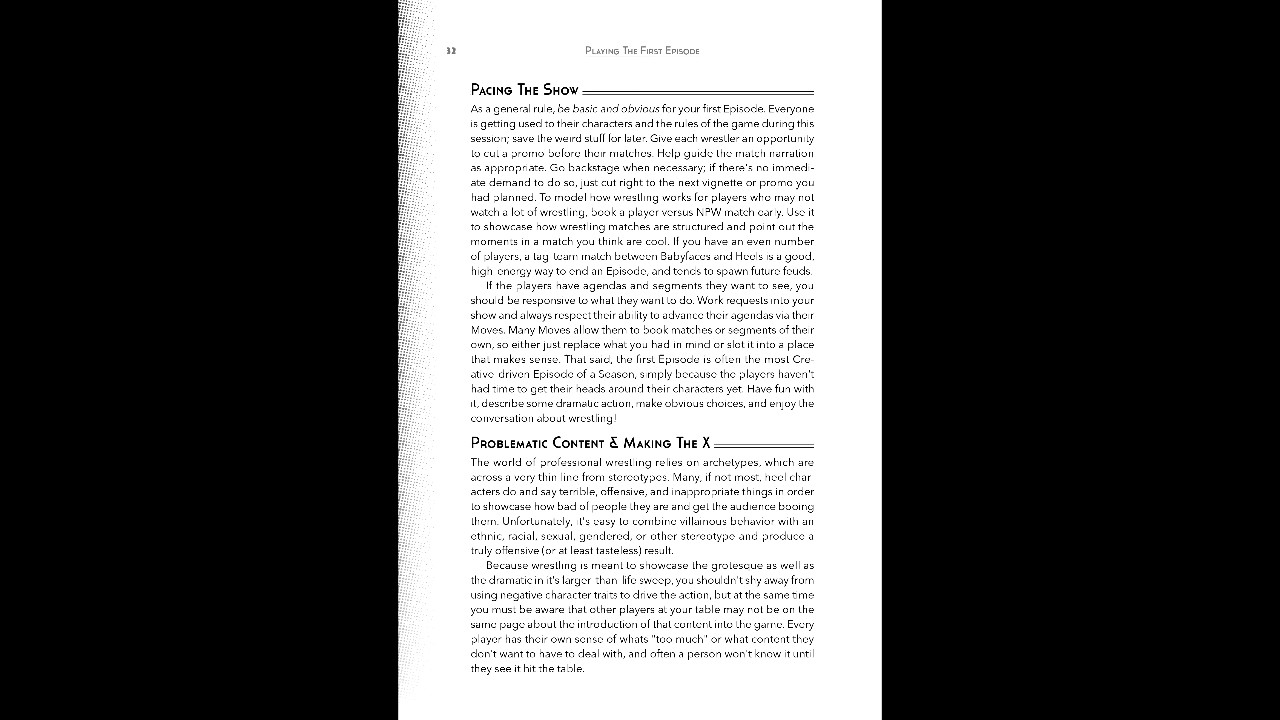 32
Playing The First Episode
Pacing The Show
As a general rule, be basic and obvious for your first Episode. Everyone
is getting used to their characters and the rules of the game during this
session; save the weird stuff for later. Give each wrestler an opportunity
to cut a promo before their matches. Help guide the match narration
as appropriate. Go backstage when necessary; if there's no immedi-
ate demand to do so, just cut right to the next vignette or promo you
had planned. To model how wrestling works for players who may not
watch a lot of wrestling, book a player versus NPW match early. Use it
to showcase how wrestling matches are structured and point out the
moments in a match you think are cool. If you have an even number
of players, a tag-team match between Babyfaces and Heels is a good,
high-energy way to end an Episode, and tends to spawn future feuds.
If the players have agendas and segments they want to see, you
should be responsive to what they want to do. Work requests into your
show and always respect their ability to advance their agendas via their
Moves. Many Moves allow them to book matches or segments of their
own, so either just replace what you had in mind or slot it into a place
that makes sense. That said, the first Episode is often the most Cre-
ative-driven Episode of a Season, simply because the players haven't
had time to get their heads around their characters yet. Have fun with
it, describe some dramatic action, make obvious choices, and enjoy the
conversation about wrestling!
Problematic Content & Making The X
The world of professional wrestling relies on archetypes, which are
across a very thin line from stereotypes. Many, if not most, heel char-
acters do and say terrible, offensive, and inappropriate things in order
to showcase how bad of people they are and get the audience booing
them. Unfortunately, it's easy to combine villainous behavior with an
ethnic, racial, sexual, gendered, or other stereotype and produce a
truly offensive (or at least tasteless) result.
Because wrestling is meant to showcase the grotesque as well as
the dramatic in it's larger-than-life sweep, you shouldn't shy away from
using negative character traits to drive the action, but at the same time
you must be aware that other players at your table may not be on the
same page about the introduction of that content into the game. Every
player has their own sense of whats "too much" or what content they
don't want to have to deal with, and often a person won't know it until
they see it hit the table.